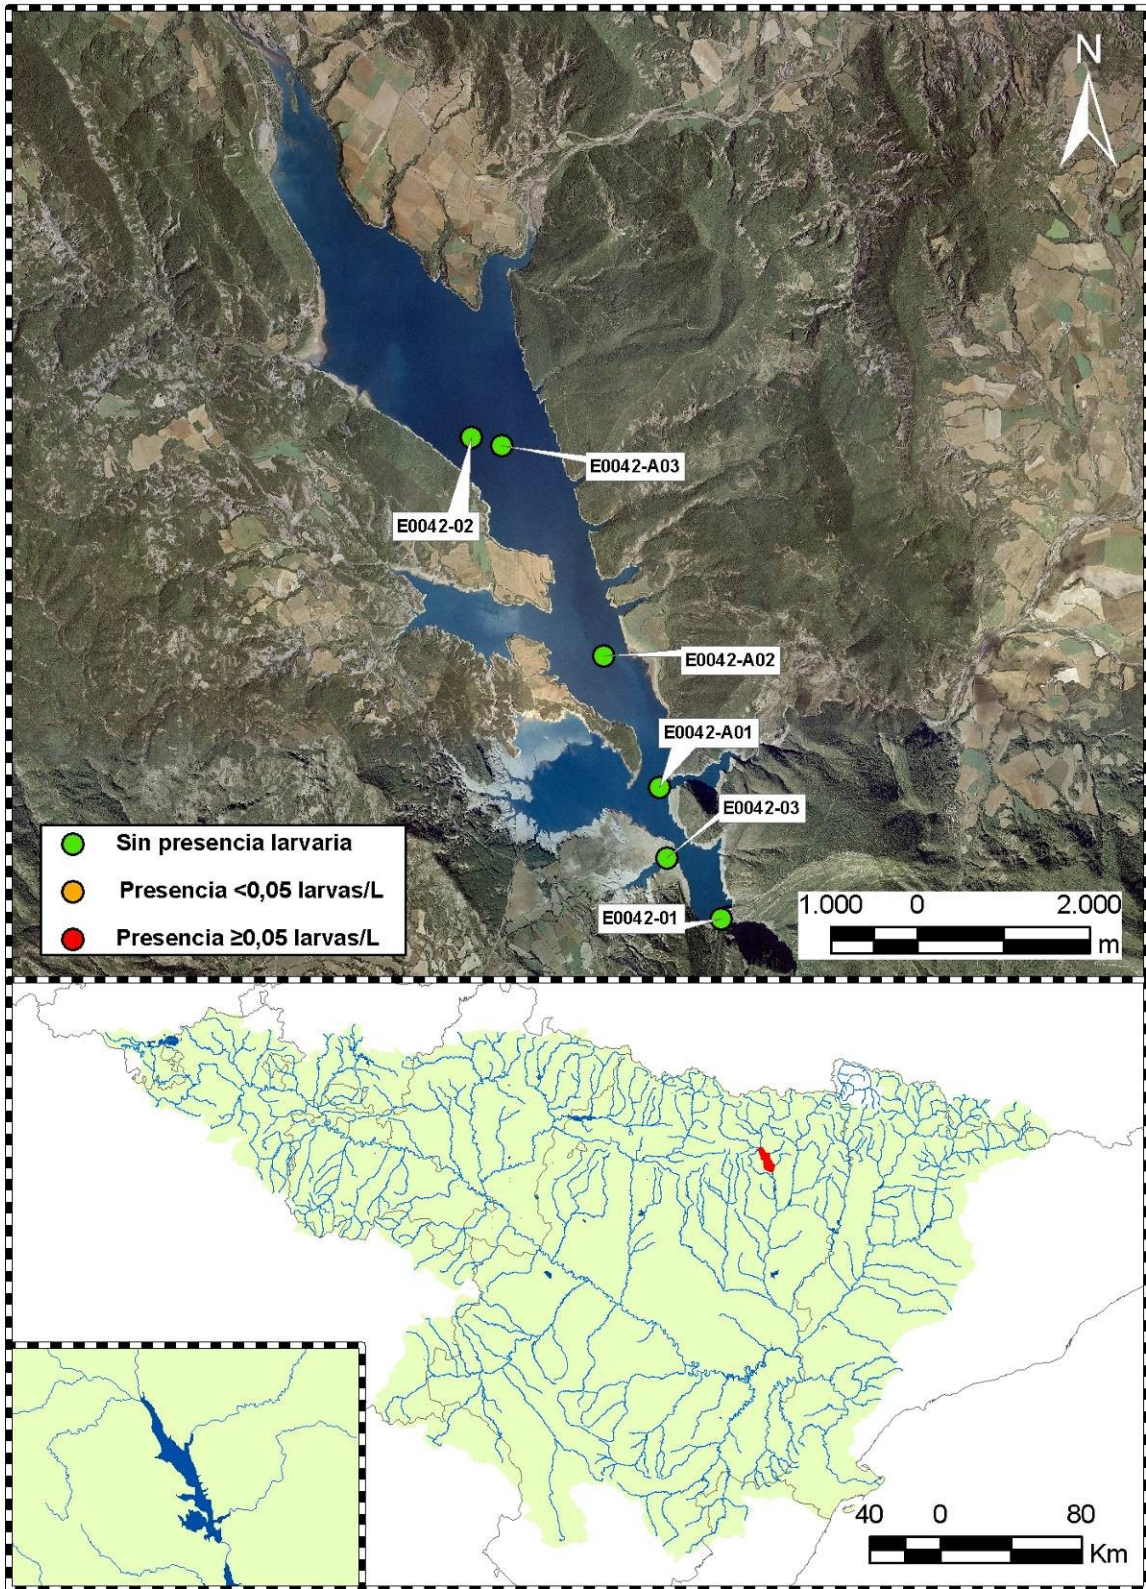 N
E0042-A03
E0042-02
E0042-A02
E0042-A01
E0042-03
E0042-01
Sin presencia larvaria
Presencia <0,05 larvas/L
Presencia ≥0,05 larvas/L
1.000 0 2.000
m
40 0 80
Km